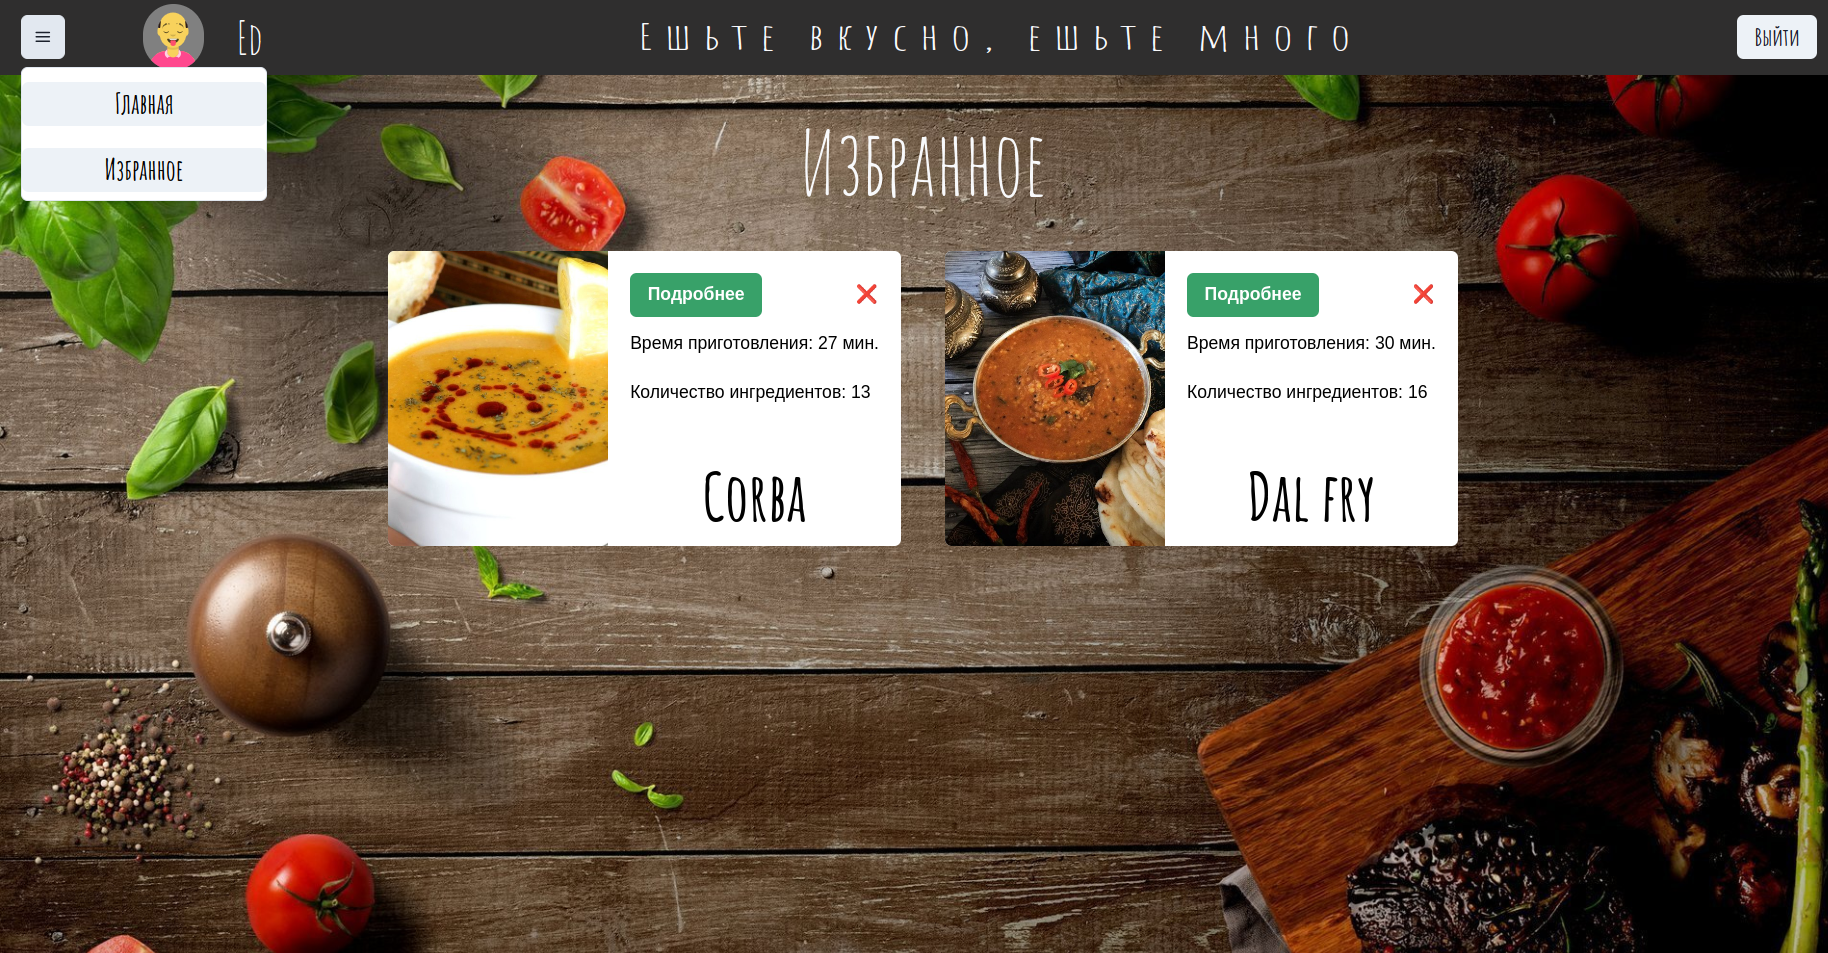 Ed
Ешьте вкусно, ешьте много
Выйти
Главная
Избранное
Избранное
Подробнее
Время приготовления: 27 мин.
Количество ингредиентов: 13
Corba
Подробнее
Время приготовления: 30 мин.
Количество ингредиентов: 16
Dal fry